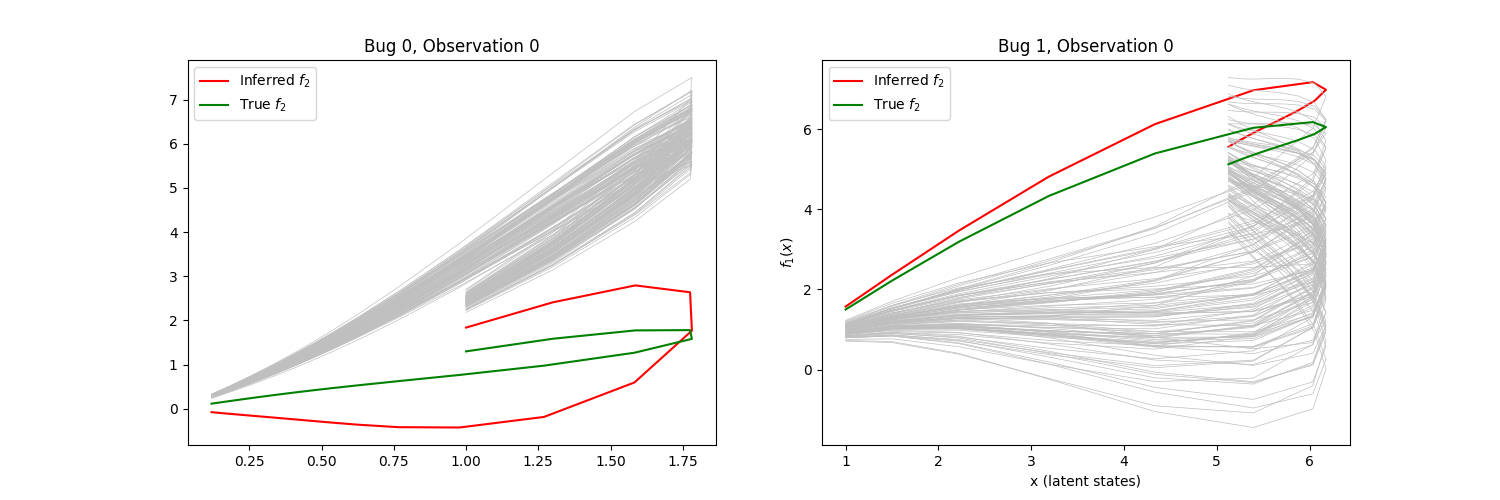 Bug 0, Observation 0
Inferred f₂
True f₂
7
6
5
4
3
2
1
0
0.25 0.50 0.75 1.00 1.25 1.50 1.75
Bug 1, Observation 0
Inferred f₂
True f₂
f₁(x)
6
4
2
0
1 2 3 4 5 6
x (latent states)